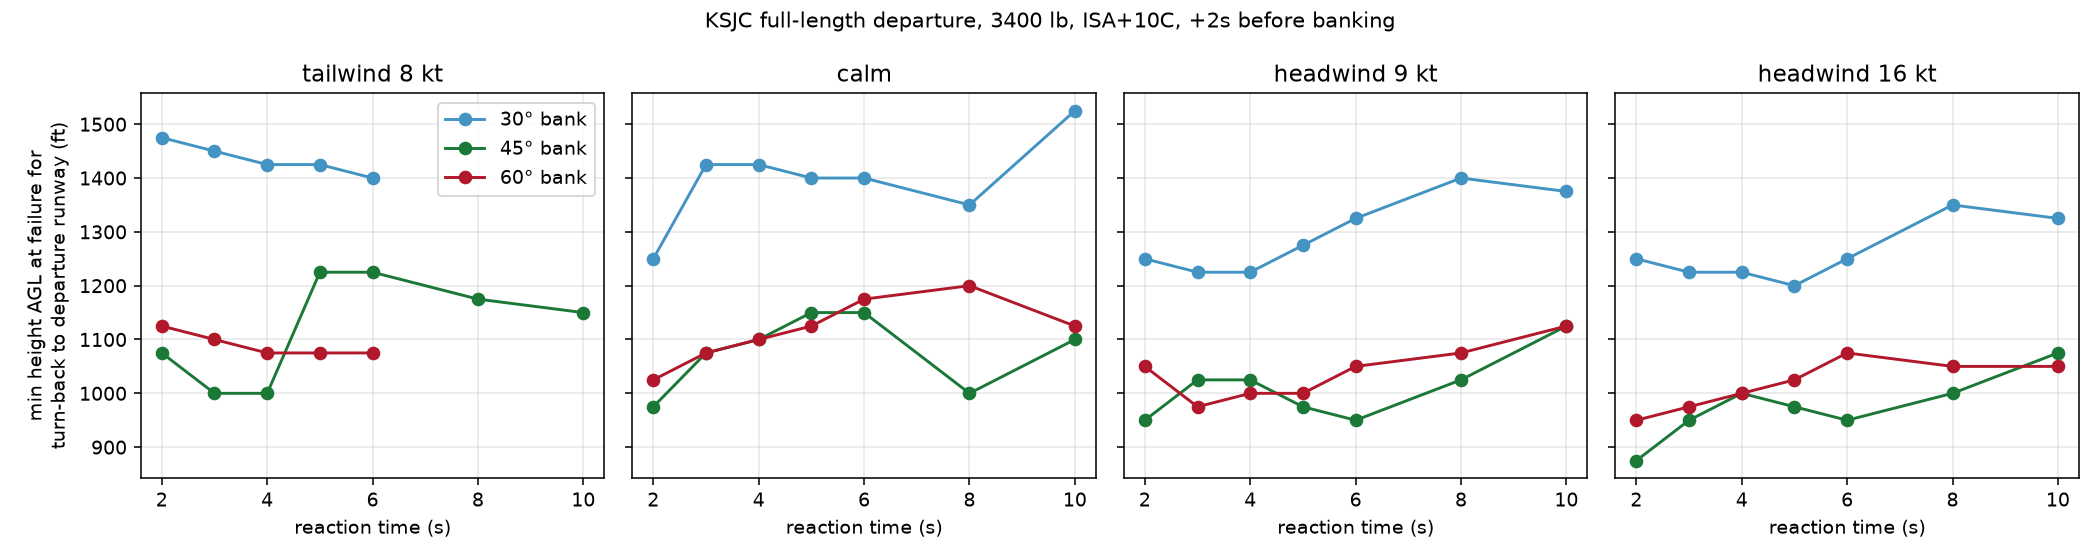 KSJC full-length departure, 3400 lb, ISA+10C, +2s before banking
tailwind 8 kt
calm
headwind 9 kt
headwind 16 kt
min height AGL at failure for
turn-back to departure runway (ft)
1500
1400
1300
1200
1100
1000
900
30° bank
45° bank
60° bank
2 4 6 8 10
2 4 6 8 10
2 4 6 8 10
2 4 6 8 10
reaction time (s)
reaction time (s)
reaction time (s)
reaction time (s)